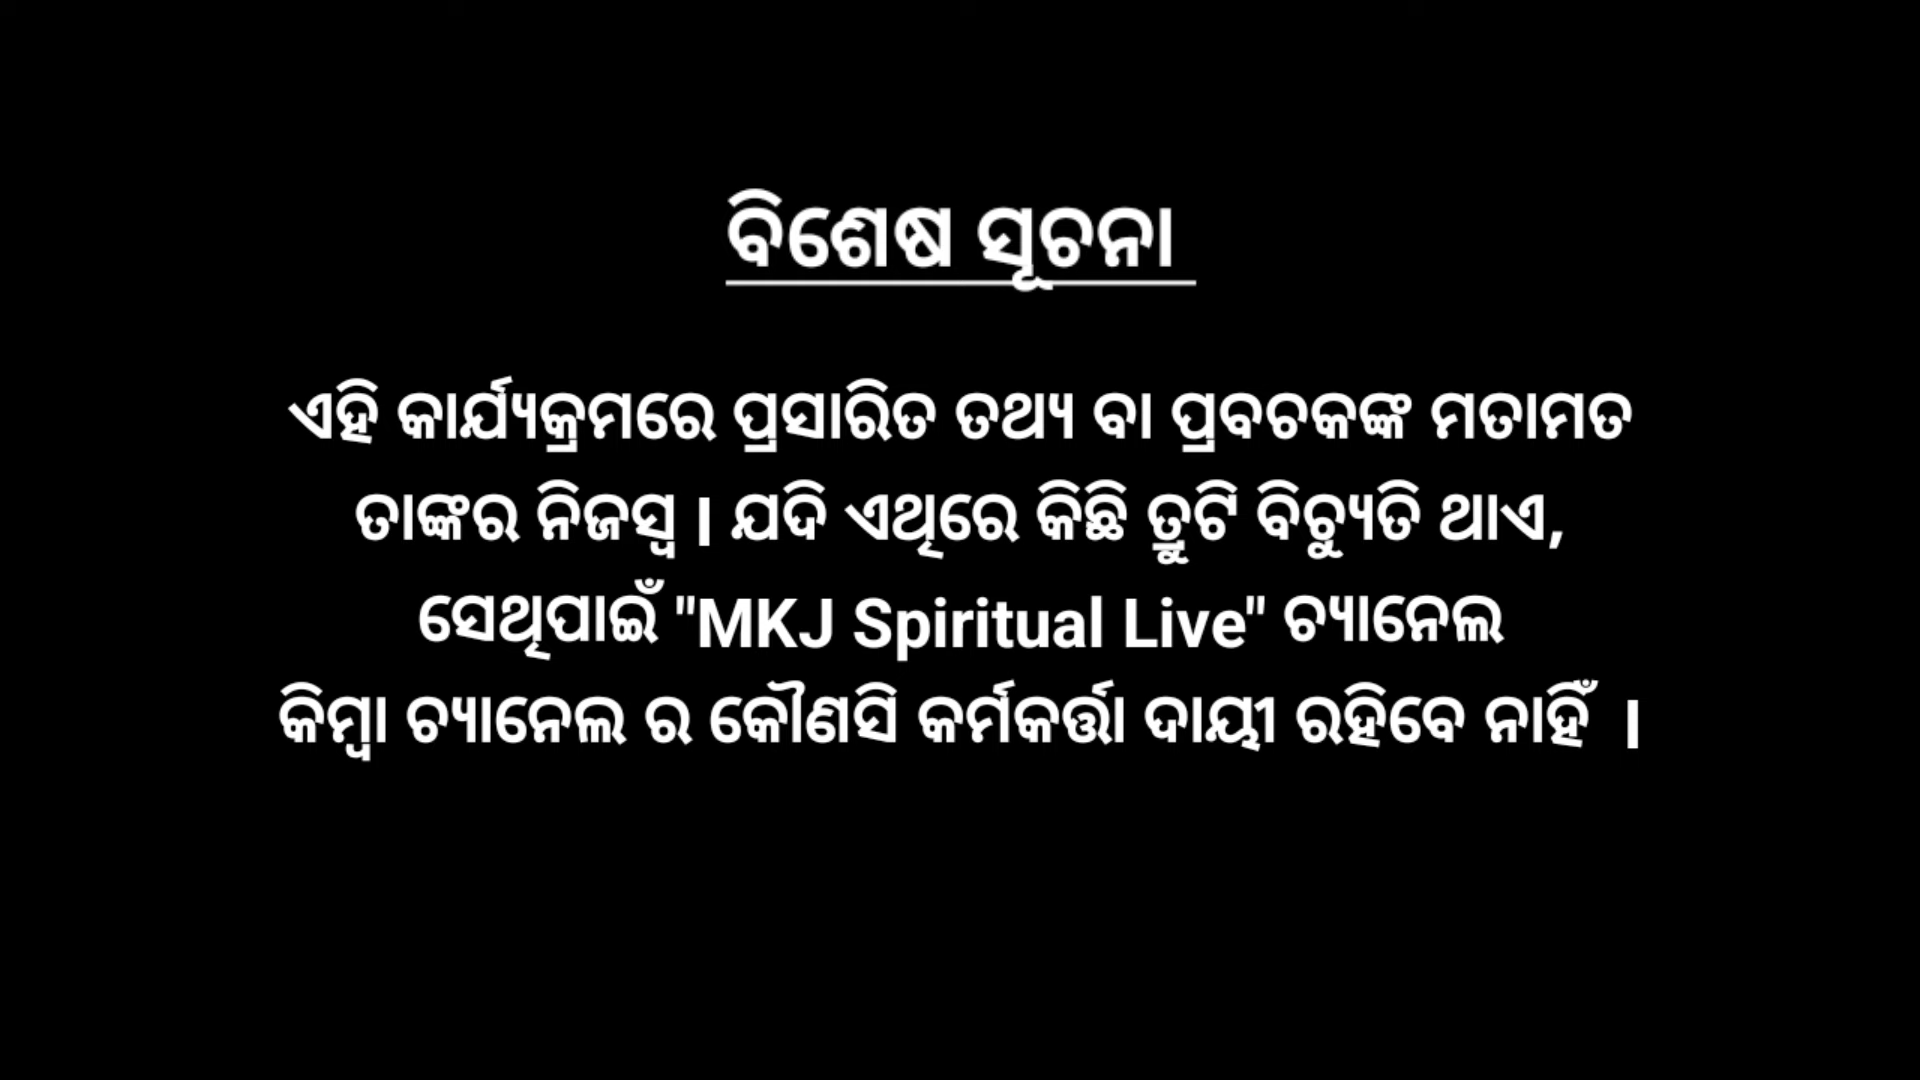 ବିଶେଷ ସୂଚନା
ଏହି କାର୍ଯ୍ୟକ୍ରମରେ ପ୍ରସାରିତ ତଥ୍ୟ ବା ପ୍ରବଚକଙ୍କ ମତାମତ
ତାଙ୍କର ନିଜସ୍ୱ । ଯଦି ଏଥିରେ କିଛି ତ୍ରୁଟି ବିଚ୍ୟୁତି ଥାଏ,
ସେଥିପାଇଁ "MKJ Spiritual Live" ଚ୍ୟାନେଲ
କିମ୍ବା ଚ୍ୟାନେଲ ର କୌଣସି କର୍ମକର୍ତ୍ତା ଦାୟୀ ରହିବେ ନାହିଁ ।